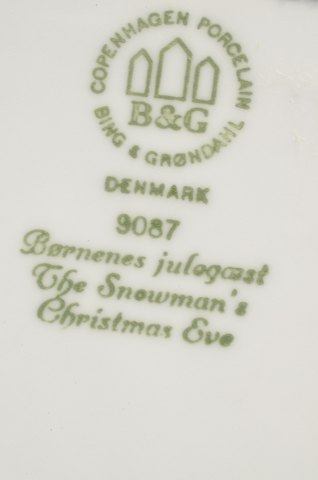 COPENHAGEN PORCELAIN
B&G
BING & GRØNDAHL
DENMARK
9087
Børnenes julegæst
The Snowman's
Christmas Eve